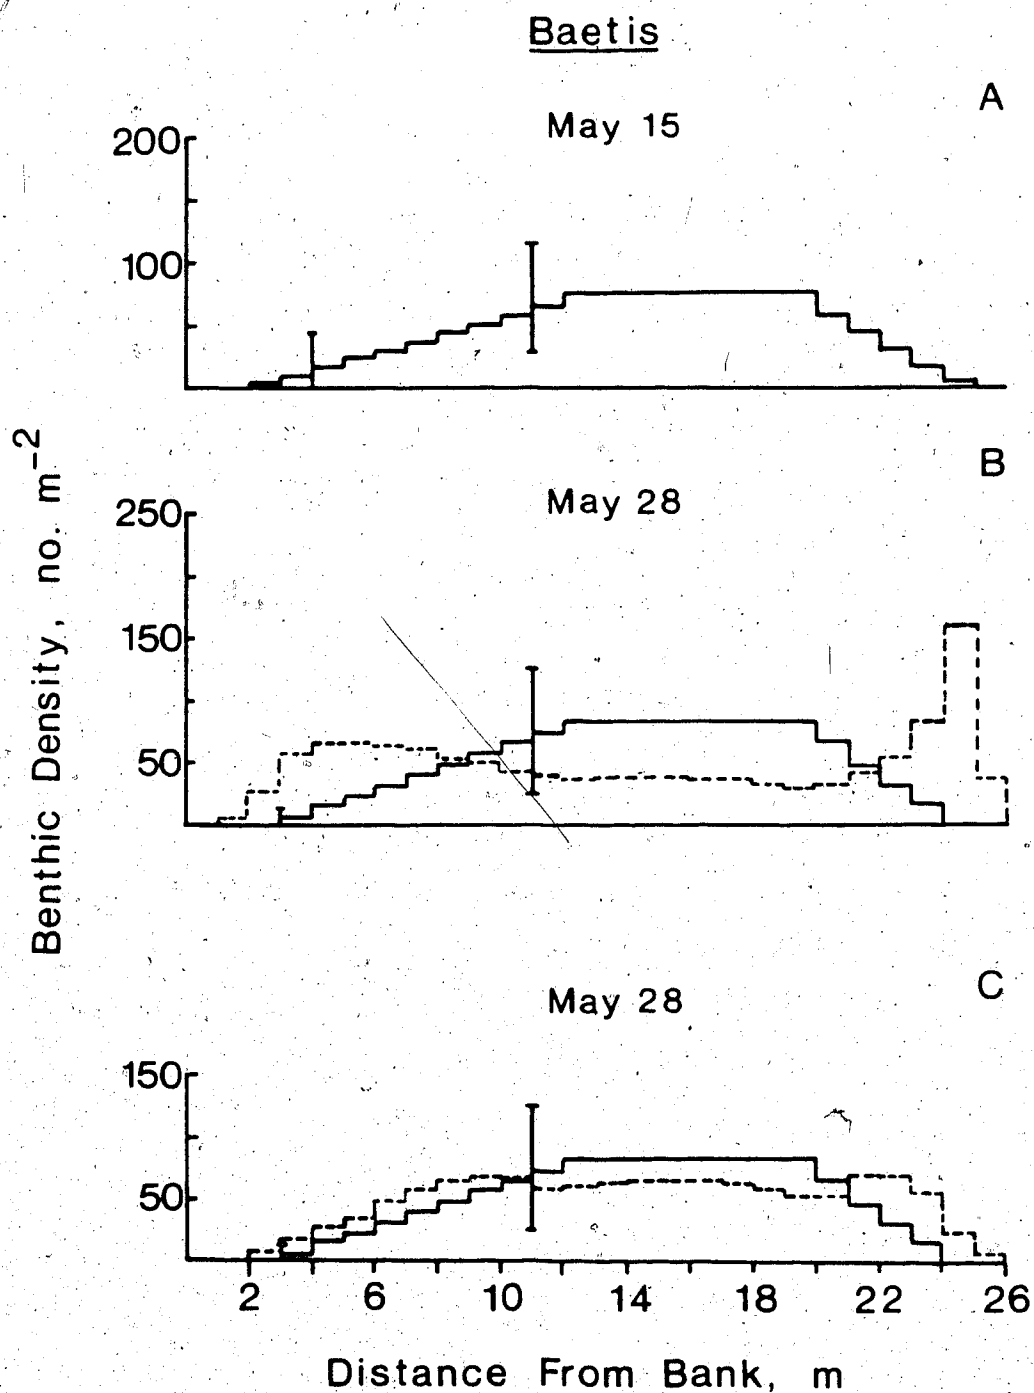 Baetis
A
May 15
200
100
B
May 28
250
150
50
C
May 28
150
50
2 6 10 14 18 22 26
Distance From Bank, m
Benthic Density, no. m⁻²